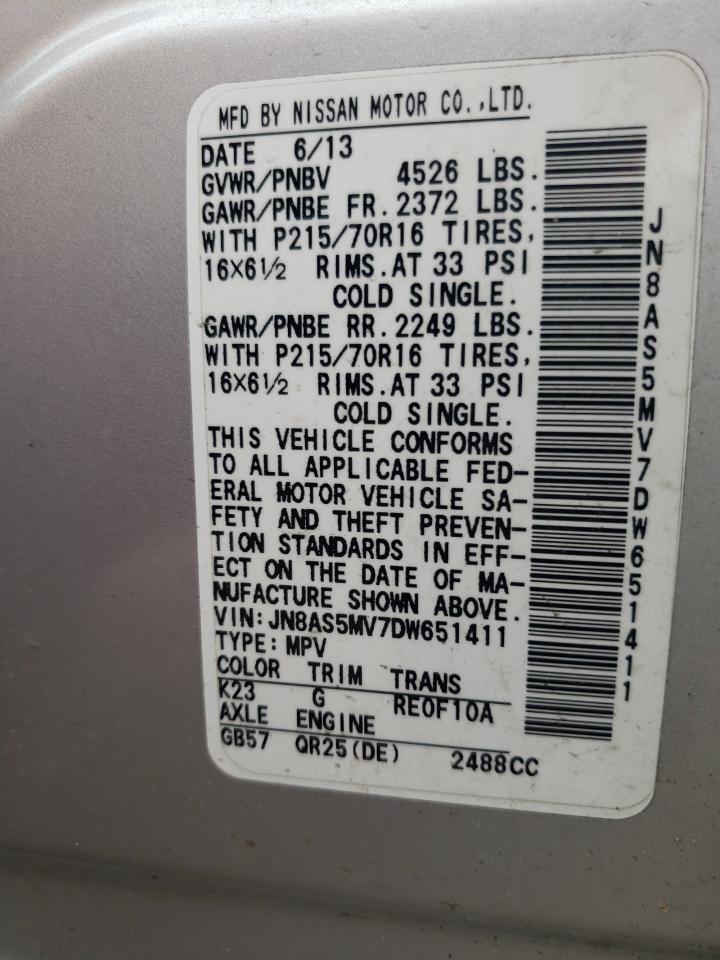 MFD BY NISSAN MOTOR CO.,LTD.
DATE 6/13
GVWR/PNBV 4526 LBS.
GAWR/PNBE FR.2372 LBS.
WITH P215/70R16 TIRES,
16X6½ RIMS.AT 33 PSI
COLD SINGLE.
GAWR/PNBE RR.2249 LBS.
WITH P215/70R16 TIRES,
16X6½ RIMS.AT 33 PSI
COLD SINGLE.
THIS VEHICLE CONFORMS
TO ALL APPLICABLE FED-
ERAL MOTOR VEHICLE SA-
FETY AND THEFT PREVEN-
TION STANDARDS IN EFF-
ECT ON THE DATE OF MA-
NUFACTURE SHOWN ABOVE.
VIN:JN8AS5MV7DW651411
TYPE:MPV
COLOR TRIM TRANS
K23 G RE0F10A
AXLE ENGINE
GB57 QR25(DE) 2488CC
JN8AS5MV7DW651411